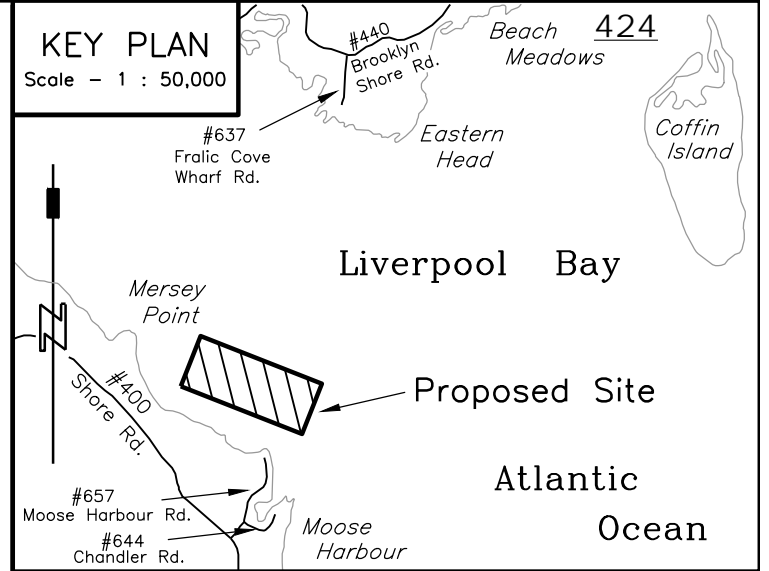 KEY PLAN
Scale - 1 : 50,000
#440
Brooklyn
Shore Rd.
Beach
Meadows
424
#637
Fralic Cove
Wharf Rd.
Eastern
Head
Coffin
Island
Liverpool Bay
Mersey
Point
N
#400
Shore Rd.
Proposed Site
Atlantic
Ocean
#657
Moose Harbour Rd.
#644
Chandler Rd.
Moose
Harbour